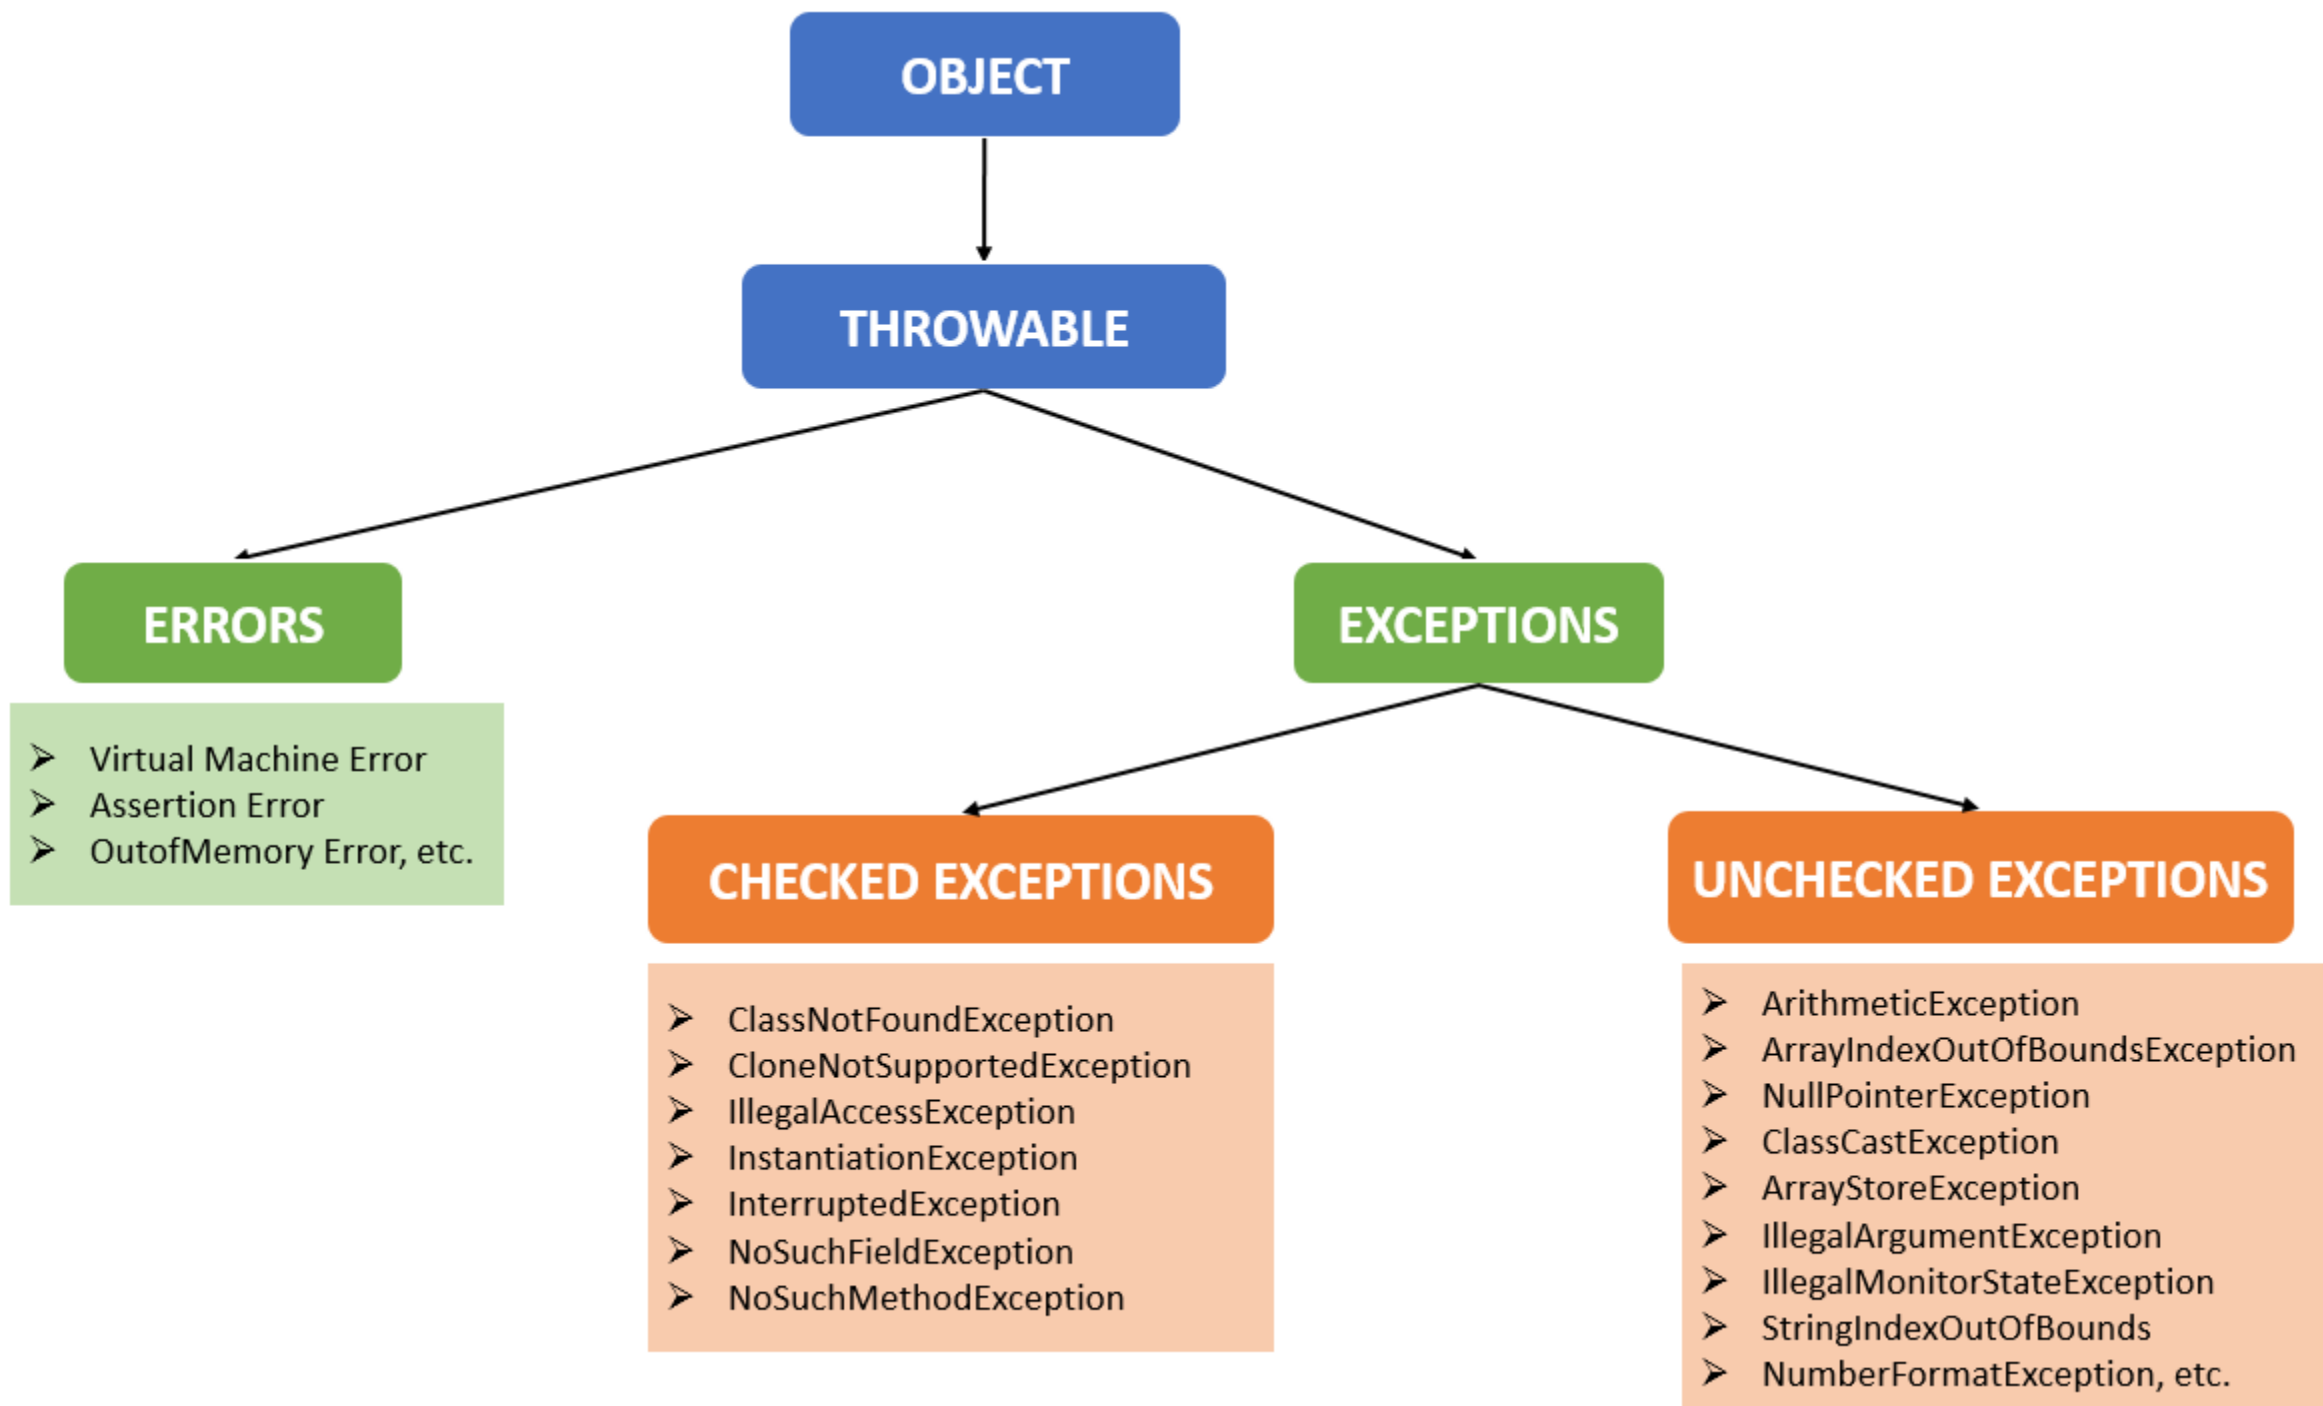 OBJECT
THROWABLE
ERRORS
EXCEPTIONS
➤ Virtual Machine Error
➤ Assertion Error
➤ OutofMemory Error, etc.
CHECKED EXCEPTIONS
UNCHECKED EXCEPTIONS
➤ ClassNotFoundException
➤ CloneNotSupportedException
➤ IllegalAccessException
➤ InstantiationException
➤ InterruptedException
➤ NoSuchFieldException
➤ NoSuchMethodException
➤ ArithmeticException
➤ ArrayIndexOutOfBoundsException
➤ NullPointerException
➤ ClassCastException
➤ ArrayStoreException
➤ IllegalArgumentException
➤ IllegalMonitorStateException
➤ StringIndexOutOfBounds
➤ NumberFormatException, etc.